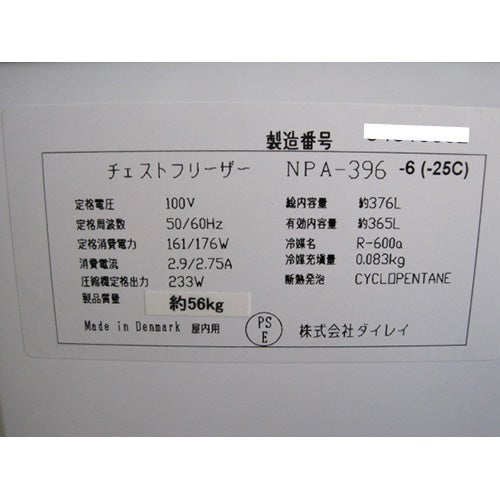 製造番号
チェストフリーザー NPA-396 -6 (-25C)
定格電圧 100V 総内容量 約376L
定格周波数 50/60Hz 有効内容量 約365L
定格消費電力 161/176W 冷媒名 R-600a
消費電流 2.9/2.75A 冷媒充填量 0.083kg
圧縮機定格出力 233W 断熱発泡 CYCLOPENTANE
製品質量 約56kg
Made in Denmark 屋内用 PS E 株式会社ダイレイ